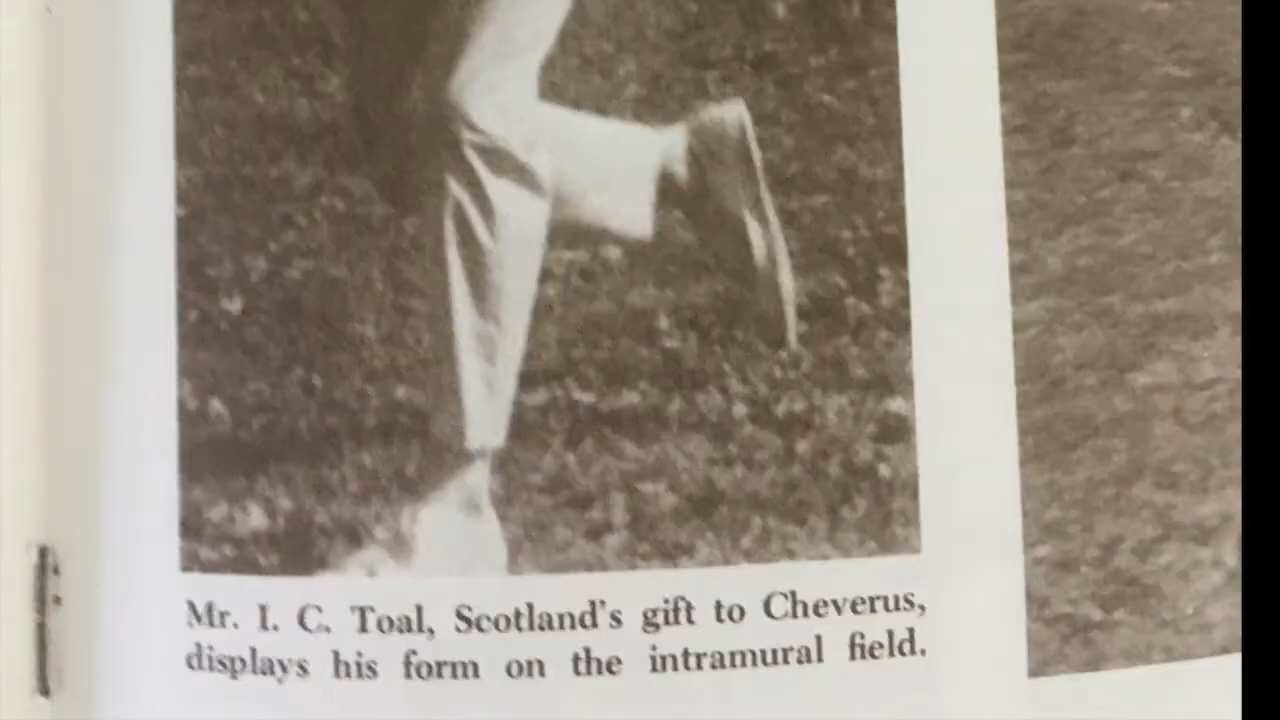 Mr. I. C. Toal, Scotland's gift to Cheverus,
displays his form on the intramural field.